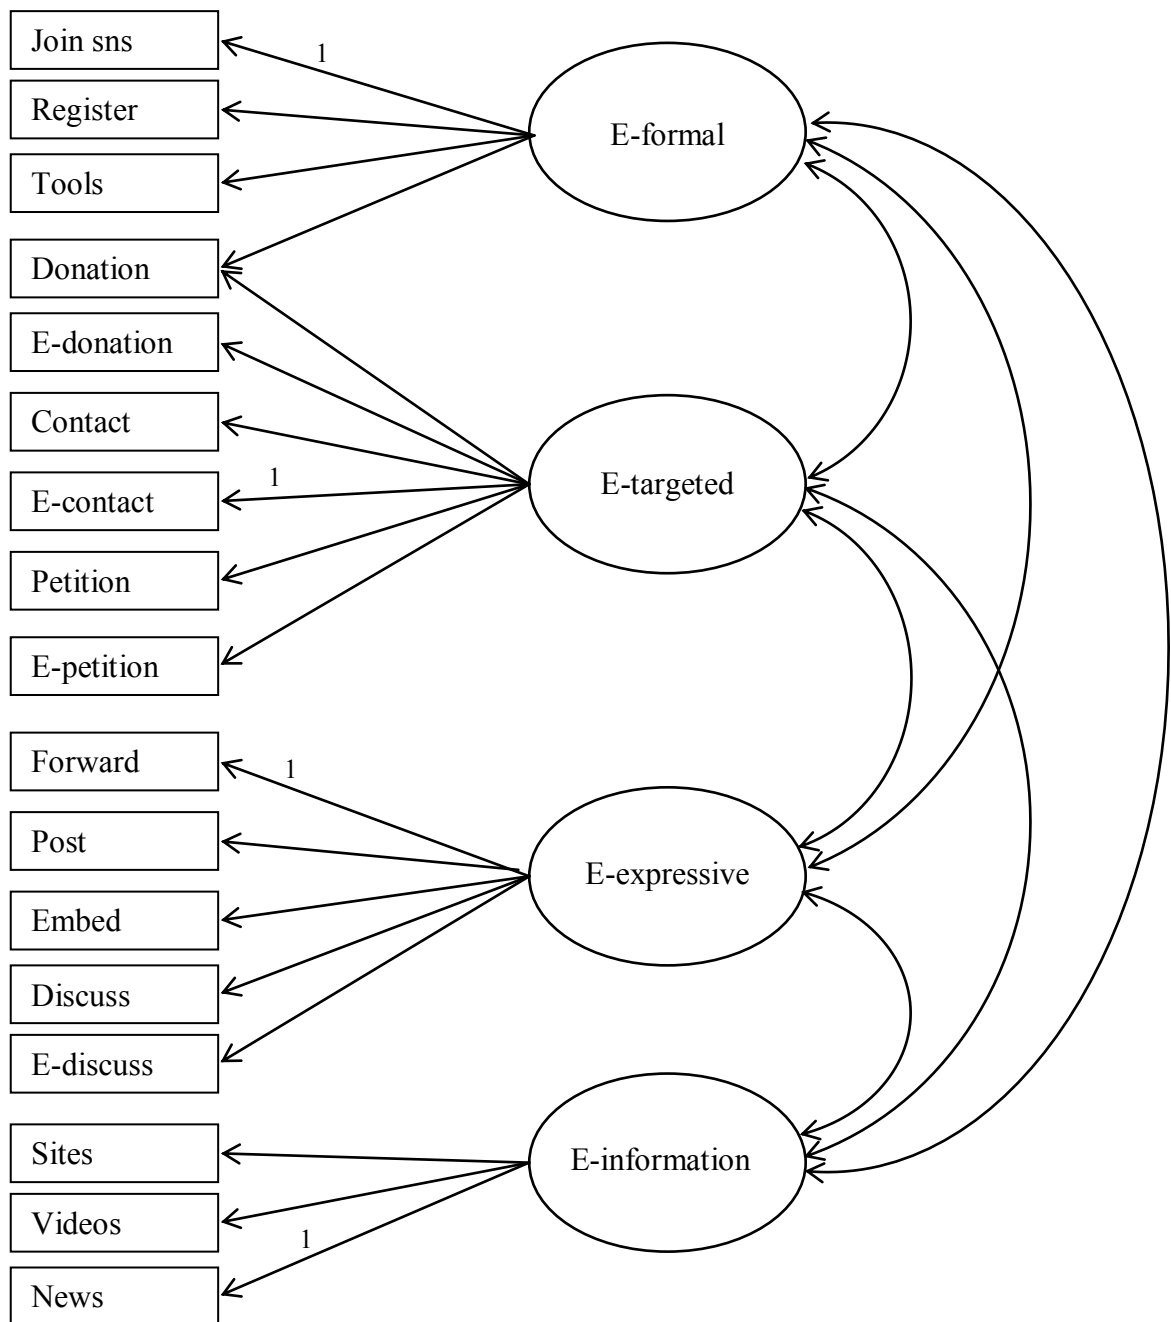 Join sns
1
Register
E-formal
Tools
Donation
E-donation
Contact
1
E-contact
E-targeted
Petition
E-petition
Forward
1
Post
E-expressive
Embed
Discuss
E-discuss
Sites
E-information
Videos
1
News